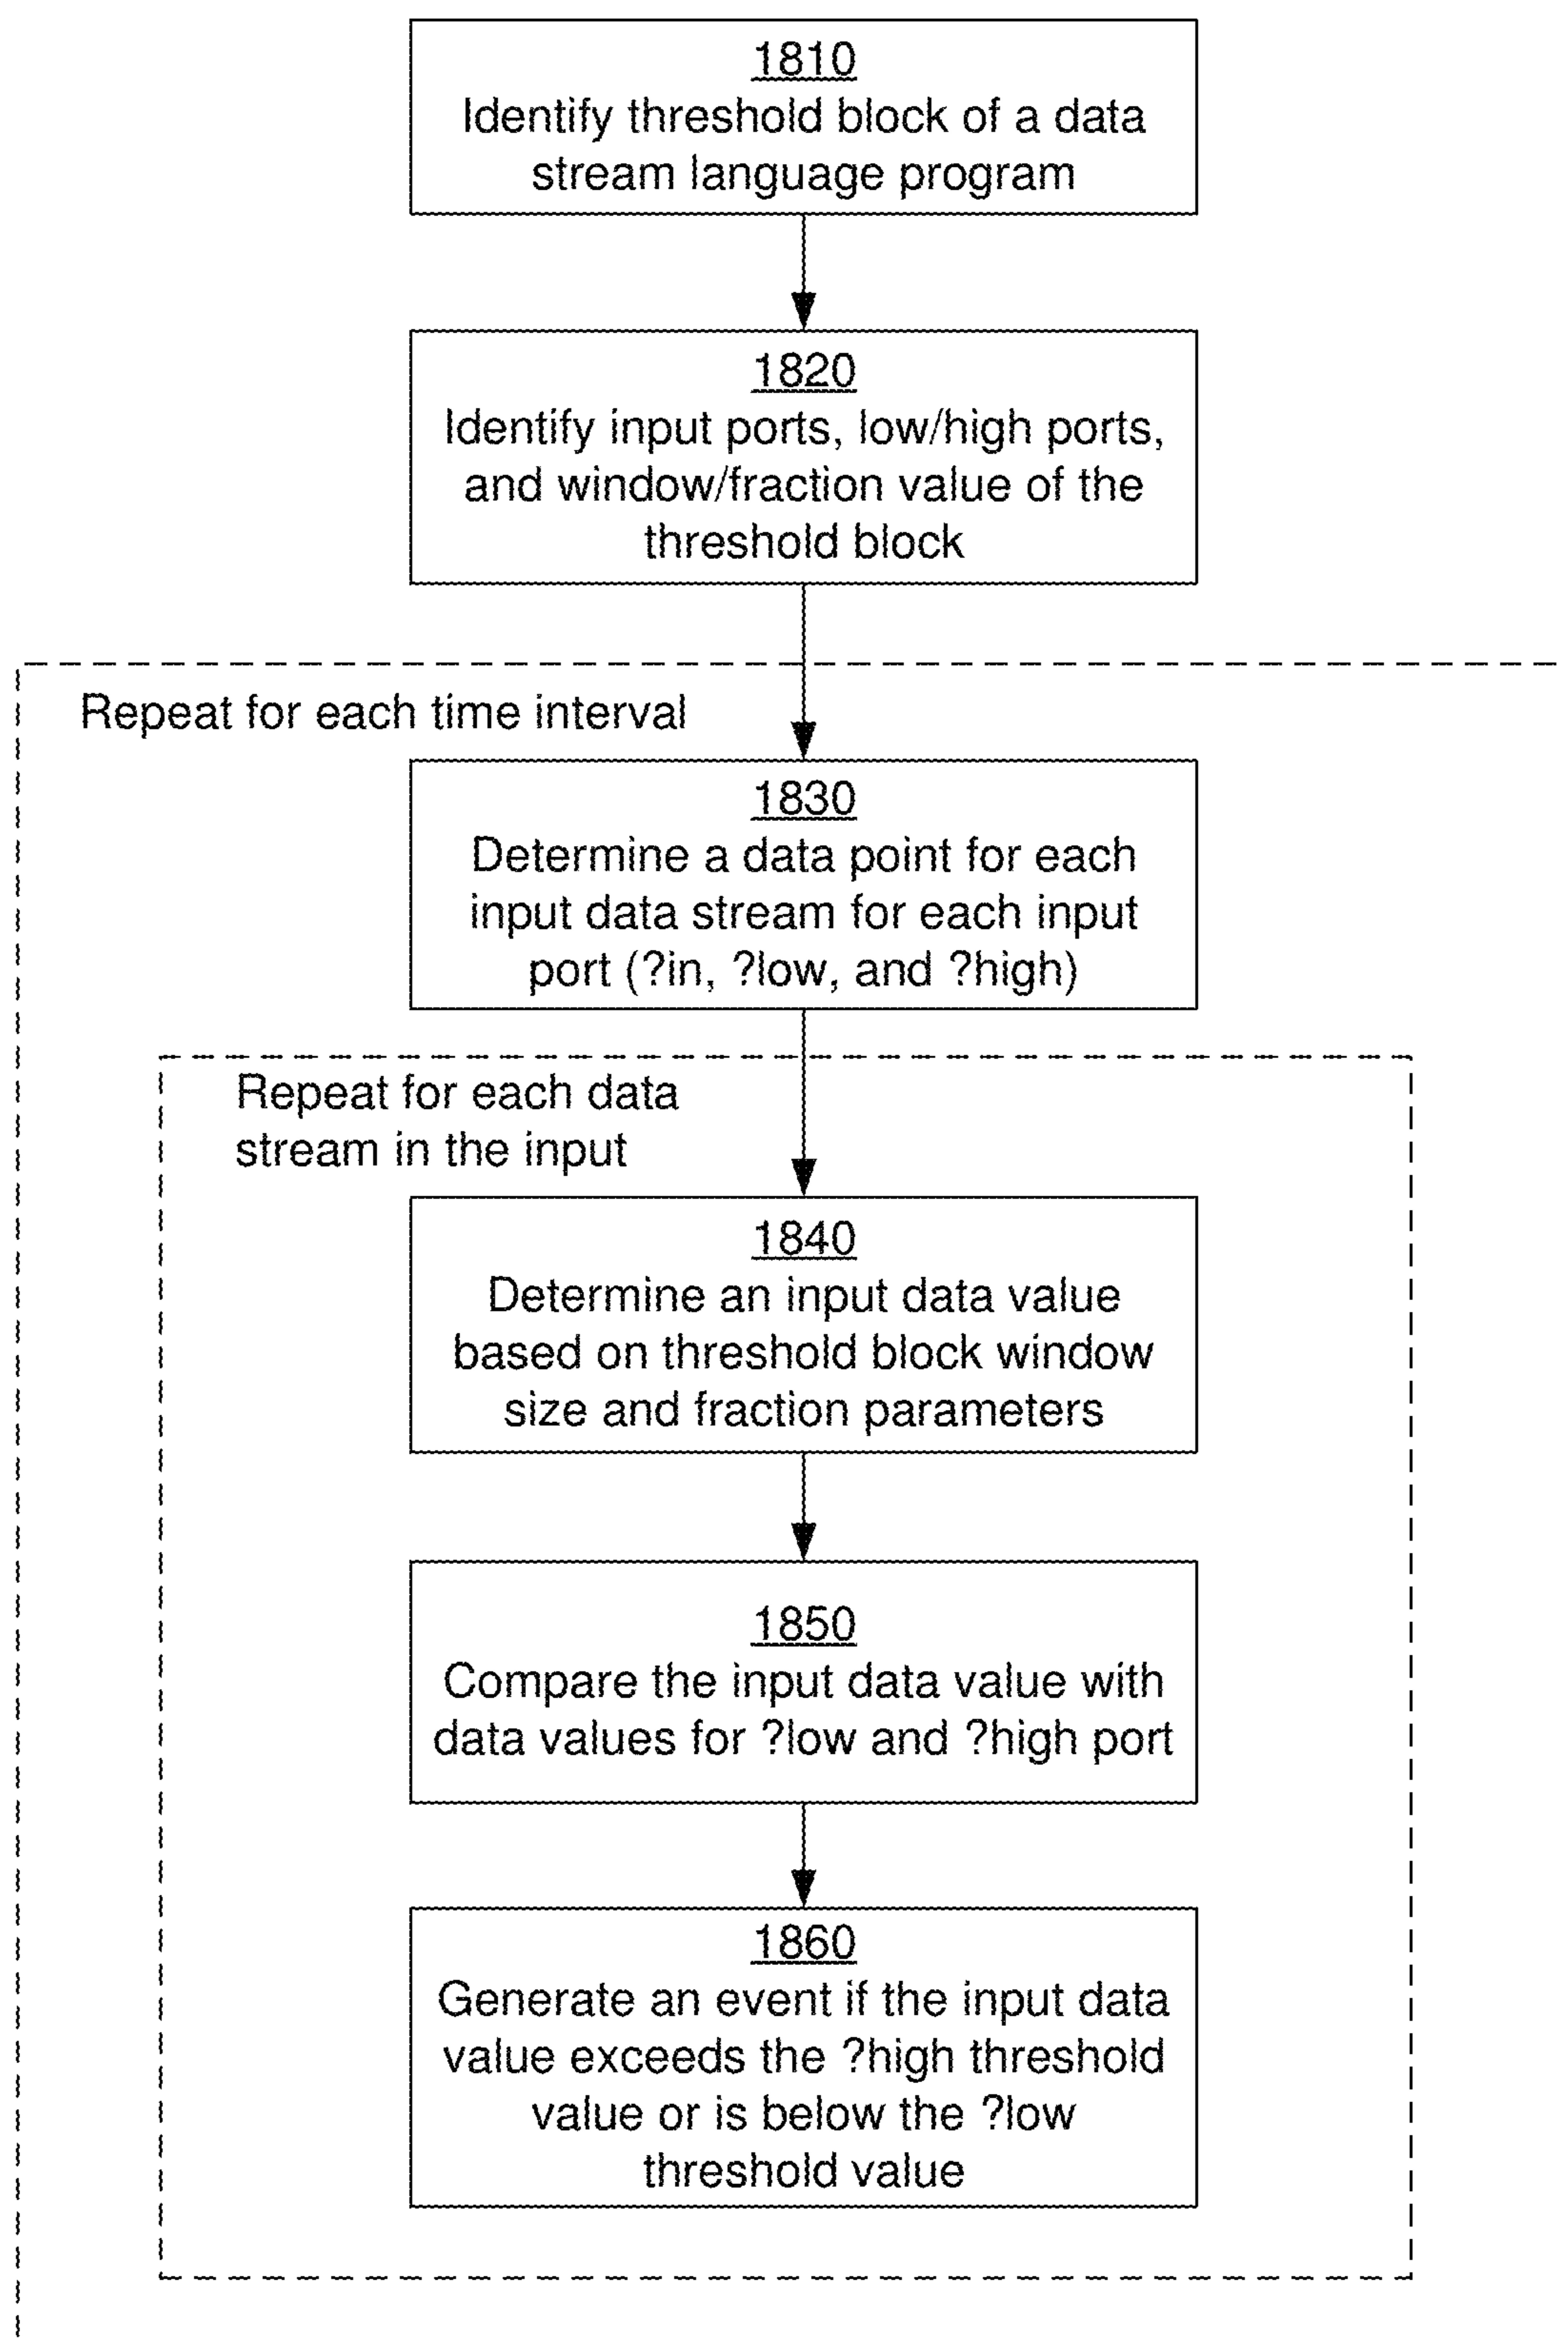 1810
Identify threshold block of a data
stream language program
1820
Identify input ports, low/high ports,
and window/fraction value of the
threshold block
Repeat for each time interval
1830
Determine a data point for each
input data stream for each input
port (?in, ?low, and ?high)
Repeat for each data
stream in the input
1840
Determine an input data value
based on threshold block window
size and fraction parameters
1850
Compare the input data value with
data values for ?low and ?high port
1860
Generate an event if the input data
value exceeds the ?high threshold
value or is below the ?low
threshold value